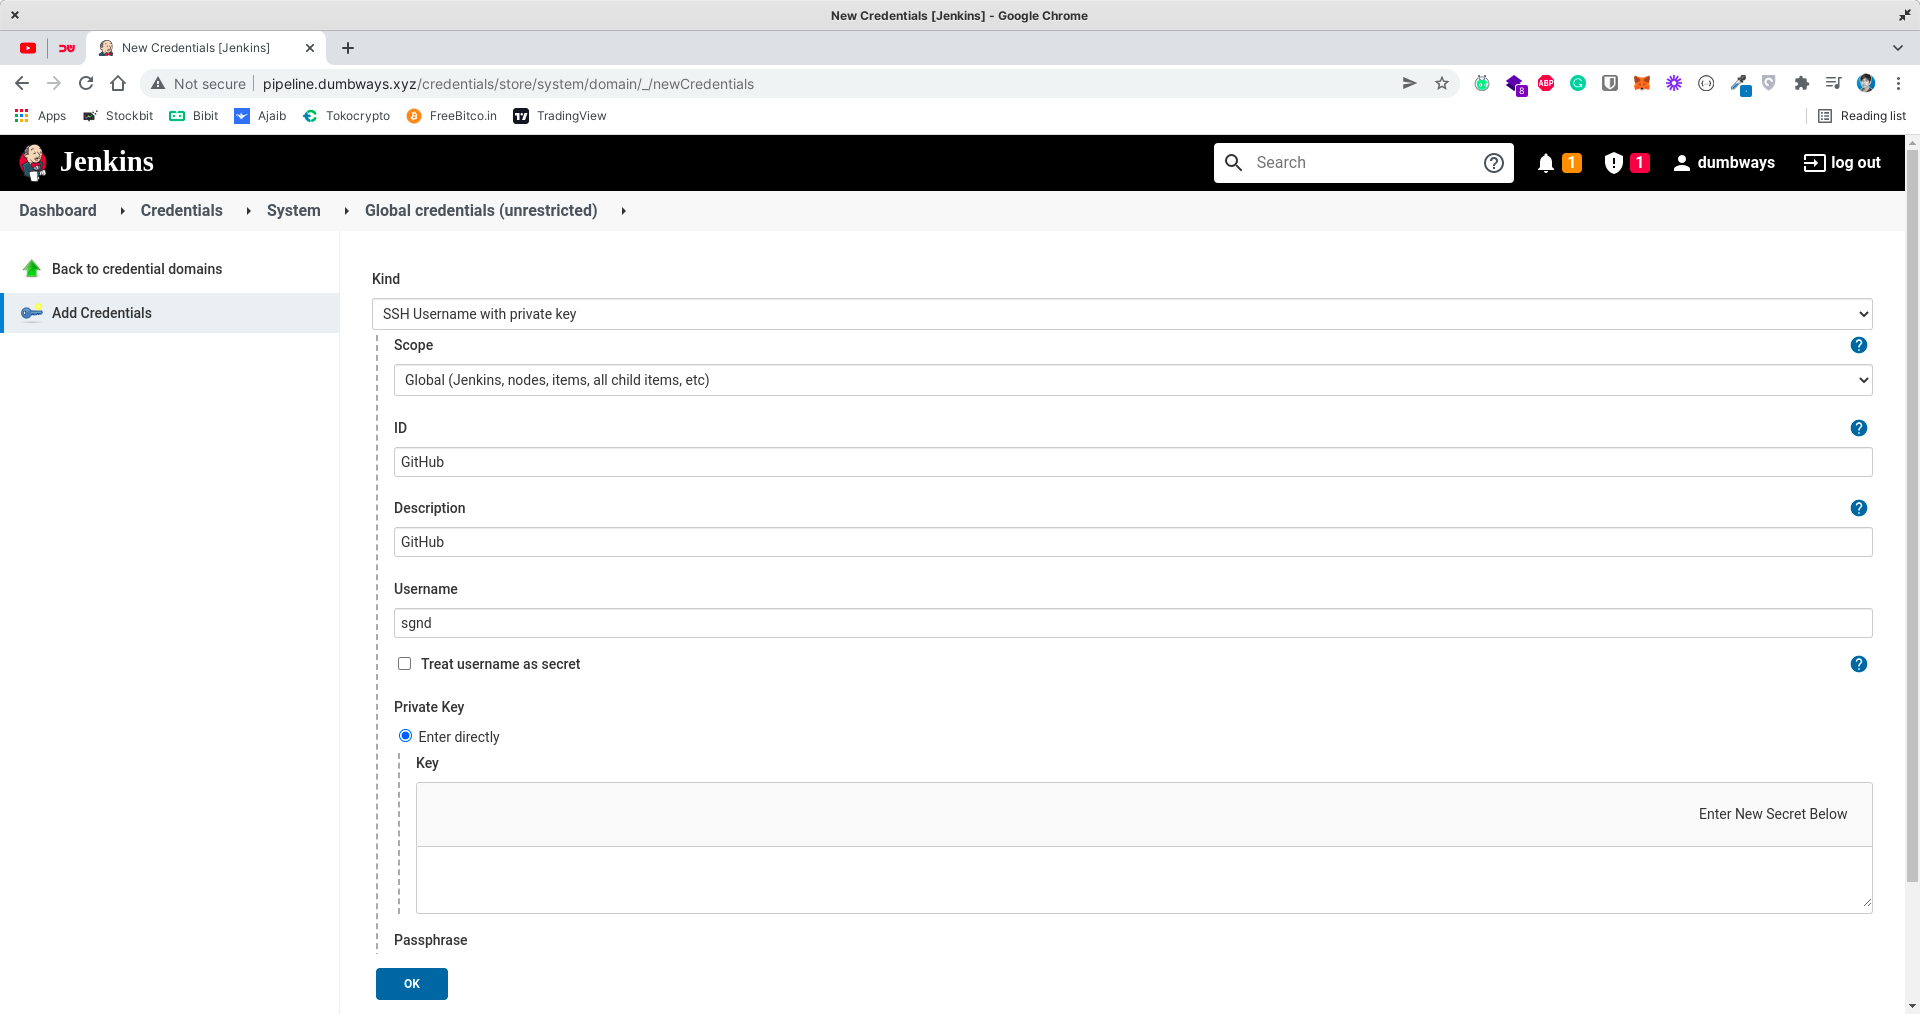 New Credentials [Jenkins] - Google Chrome
New Credentials [Jenkins]
Not secure pipeline.dumbways.xyz/credentials/store/system/domain/_/newCredentials
ABP
8
Apps Stockbit Bibit Ajaib Tokocrypto FreeBitco.in TradingView Reading list
Jenkins Search 1 1 dumbways log out
Dashboard Credentials System Global credentials (unrestricted)
Back to credential domains
Add Credentials
Kind
SSH Username with private key
Scope
Global (Jenkins, nodes, items, all child items, etc)
ID
GitHub
Description
GitHub
Username
sgnd
Treat username as secret
Private Key
Enter directly
Key
Enter New Secret Below
Passphrase
OK